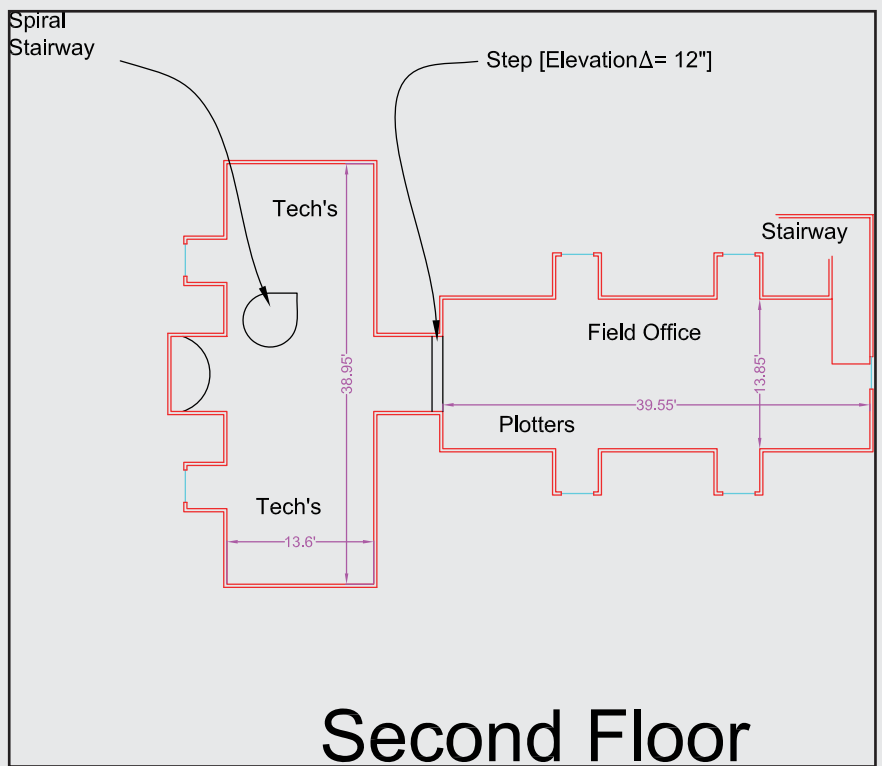 Spiral
Stairway
Step [ElevationΔ= 12"]
Tech's
Stairway
Field Office
38.95'
13.85'
39.55'
Plotters
Tech's
13.6'
Second Floor